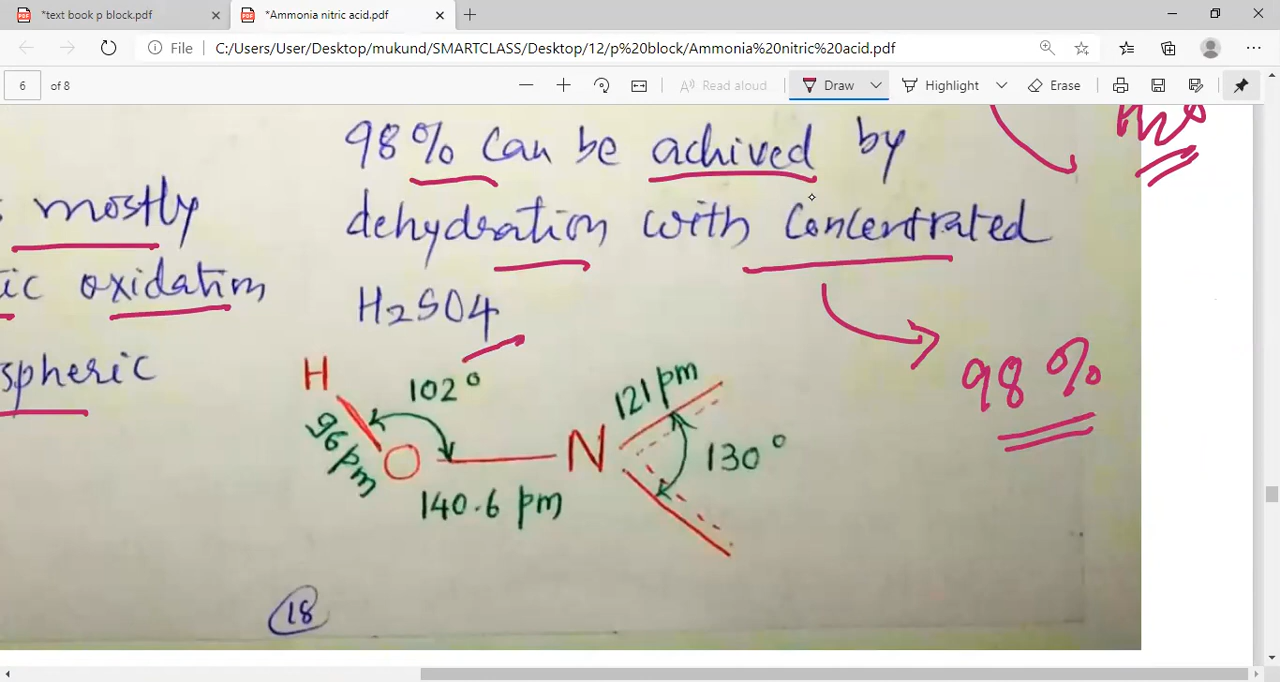 *text book p block.pdf
*Ammonia nitric acid.pdf
File
C:/Users/User/Desktop/mukund/SMARTCLASS/Desktop/12/p%20block/Ammonia%20nitric%20acid.pdf
6 of 8
Read aloud
Draw
Highlight
Erase
98% can be achived by
mostly
dehydration with Concentrated
ic oxidation
H2SO4
spheric
98%
H
102°
96pm
O
140.6 pm
N
121 pm
130°
18